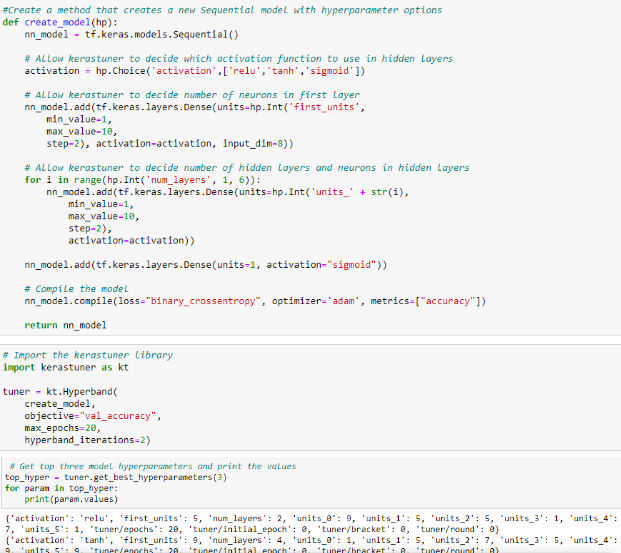 #Create a method that creates a new Sequential model with hyperparameter options
def create_model(hp):
    nn_model = tf.keras.models.Sequential()
    # Allow kerastuner to decide which activation function to use in hidden layers
    activation = hp.Choice('activation',['relu','tanh','sigmoid'])
    # Allow kerastuner to decide number of neurons in first layer
    nn_model.add(tf.keras.layers.Dense(units=hp.Int('first_units',
        min_value=1,
        max_value=10,
        step=2), activation=activation, input_dim=8))
    # Allow kerastuner to decide number of hidden layers and neurons in hidden layers
    for i in range(hp.Int('num_layers', 1, 6)):
        nn_model.add(tf.keras.layers.Dense(units=hp.Int('units_' + str(i),
            min_value=1,
            max_value=10,
            step=2),
            activation=activation))
    nn_model.add(tf.keras.layers.Dense(units=1, activation="sigmoid"))
    # Compile the model
    nn_model.compile(loss="binary_crossentropy", optimizer='adam', metrics=["accuracy"])
    return nn_model
# Import the kerastuner library
import kerastuner as kt
tuner = kt.Hyperband(
    create_model,
    objective="val_accuracy",
    max_epochs=20,
    hyperband_iterations=2)
# Get top three model hyperparameters and print the values
top_hyper = tuner.get_best_hyperparameters(3)
for param in top_hyper:
    print(param.values)
{'activation': 'relu', 'first_units': 5, 'num_layers': 2, 'units_0': 9, 'units_1': 5, 'units_2': 5, 'units_3': 1, 'units_4':
7, 'units_5': 1, 'tuner/epochs': 20, 'tuner/initial_epoch': 0, 'tuner/bracket': 0, 'tuner/round': 0}
{'activation': 'tanh', 'first_units': 9, 'num_layers': 4, 'units_0': 1, 'units_1': 5, 'units_2': 7, 'units_3': 5, 'units_4':
9, 'units_5': 9, 'tuner/epochs': 20, 'tuner/initial_epoch': 0, 'tuner/bracket': 0, 'tuner/round': 0}